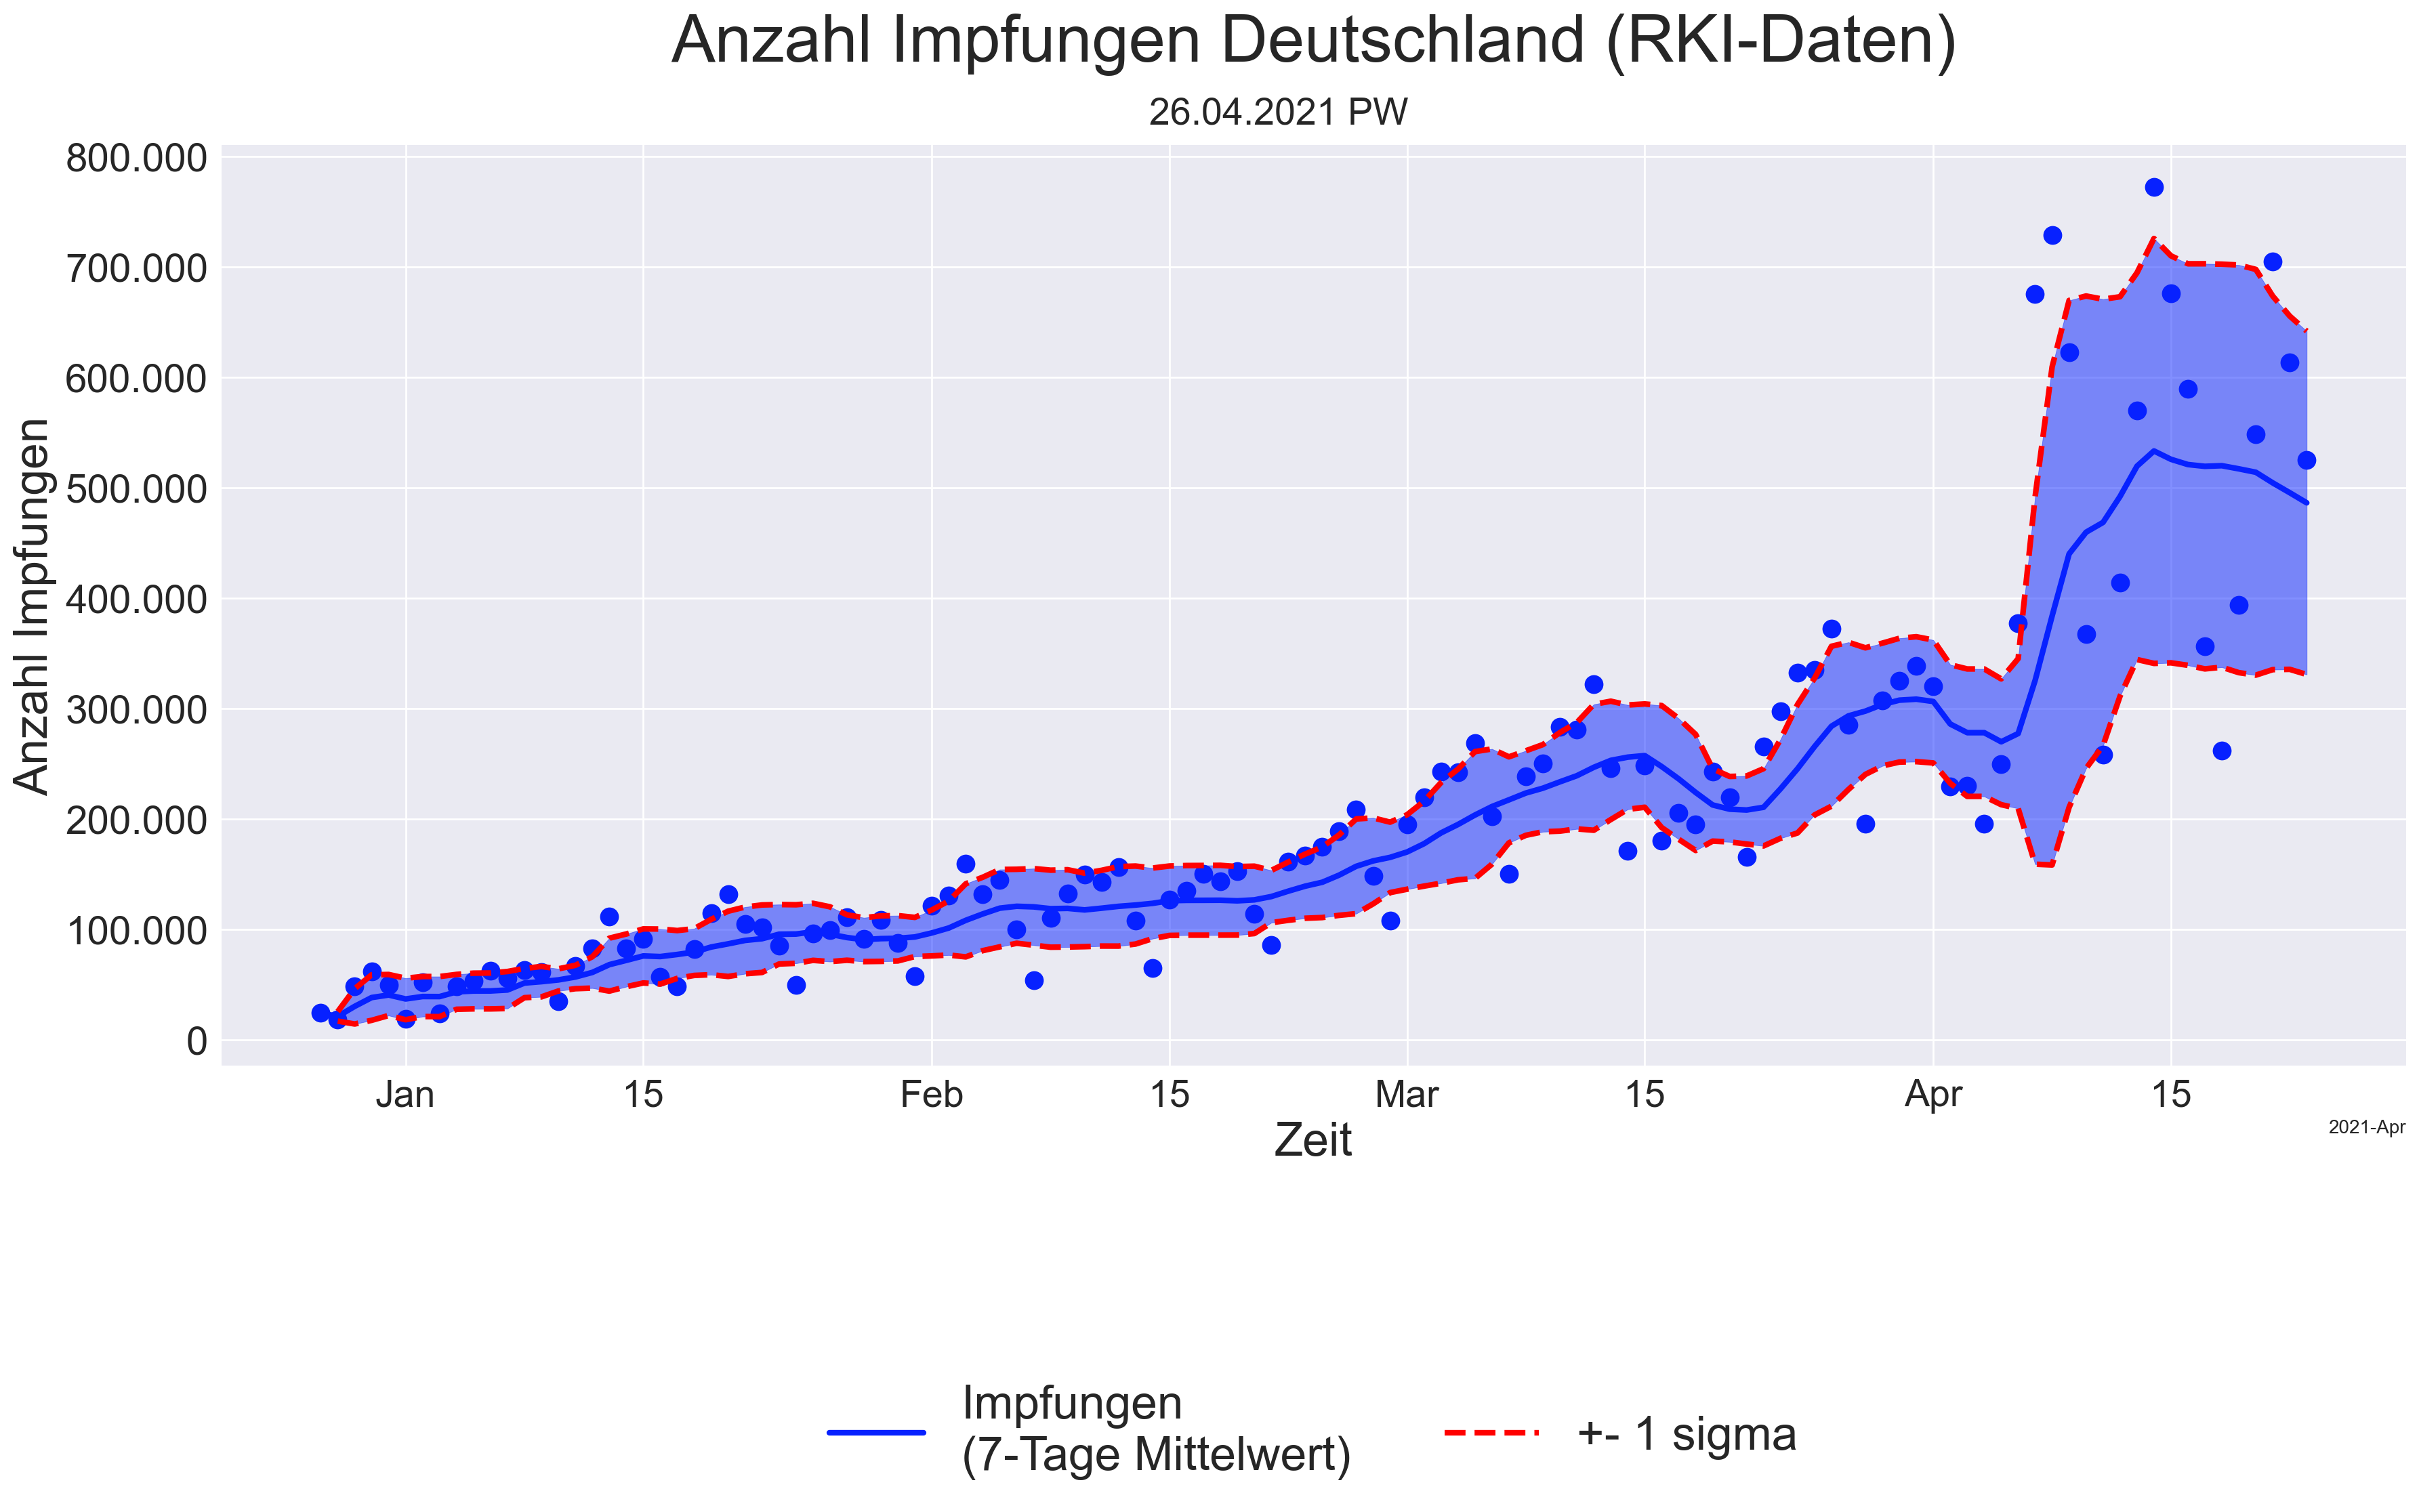 Anzahl Impfungen Deutschland (RKI-Daten)
26.04.2021 PW
Anzahl Impfungen
800.000
700.000
600.000
500.000
400.000
300.000
200.000
100.000
0
Jan 15 Feb 15 Mar 15 Apr 15
2021-Apr
Zeit
Impfungen
(7-Tage Mittelwert)
+- 1 sigma